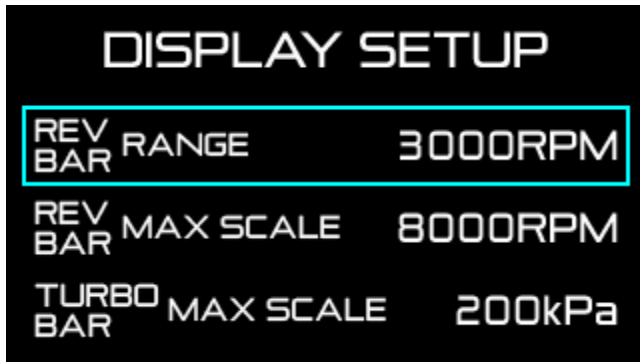 DISPLAY SETUP
REV BAR RANGE 3000RPM
REV BAR MAX SCALE 8000RPM
TURBO BAR MAX SCALE 200kPa